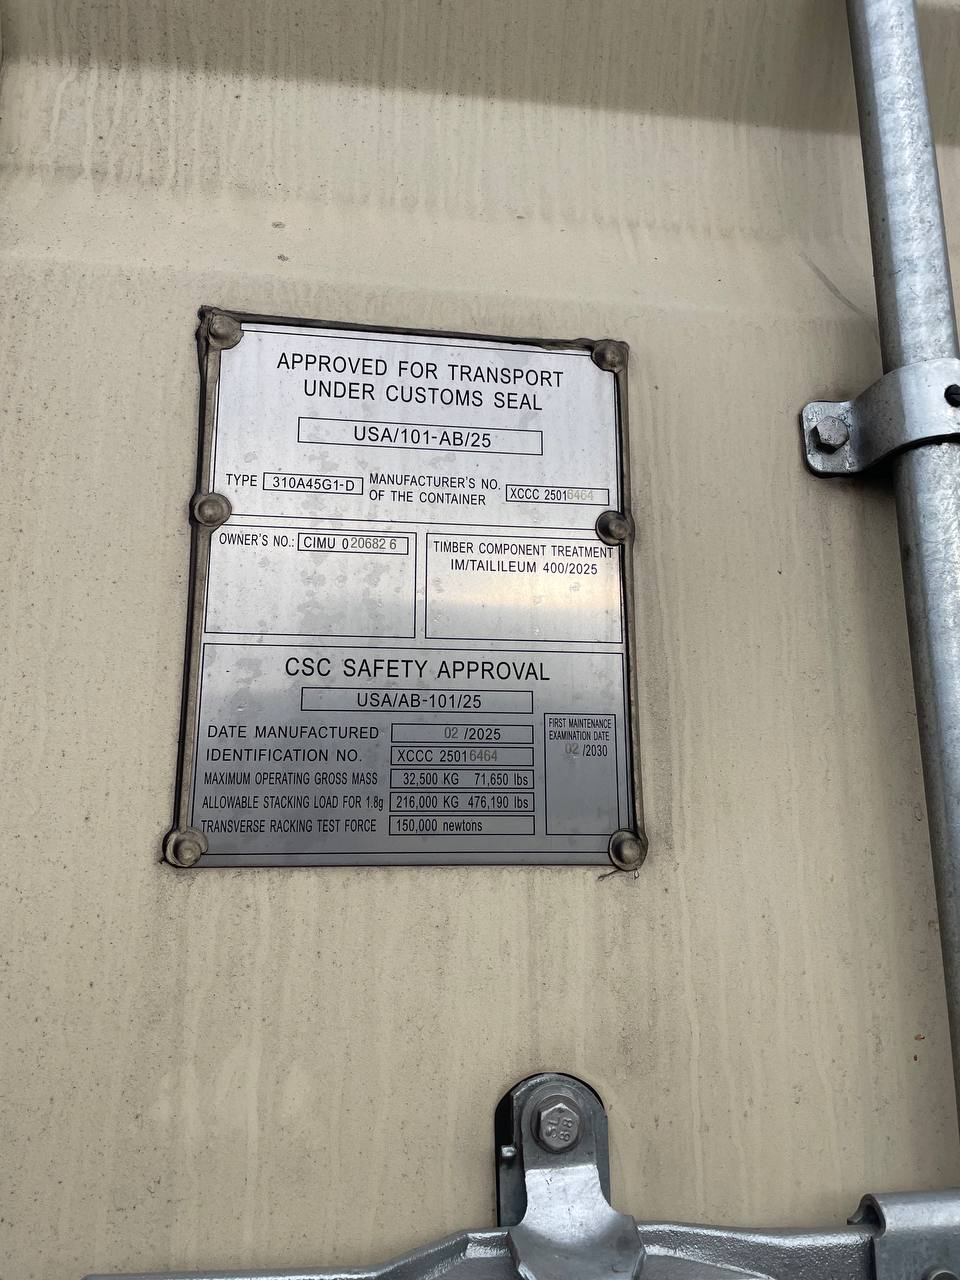 APPROVED FOR TRANSPORT
UNDER CUSTOMS SEAL
USA/101-AB/25
TYPE 310A45G1-D MANUFACTURER'S NO. OF THE CONTAINER XCCC 25016464
OWNER'S NO.: CIMU 020682 6
TIMBER COMPONENT TREATMENT
IM/TAILILEUM 400/2025
CSC SAFETY APPROVAL
USA/AB-101/25
DATE MANUFACTURED 02 /2025
IDENTIFICATION NO. XCCC 25016464
MAXIMUM OPERATING GROSS MASS 32,500 KG 71,650 lbs
ALLOWABLE STACKING LOAD FOR 1.8g 216,000 KG 476,190 lbs
TRANSVERSE RACKING TEST FORCE 150,000 newtons
FIRST MAINTENANCE
EXAMINATION DATE
02 /2030
SL
88